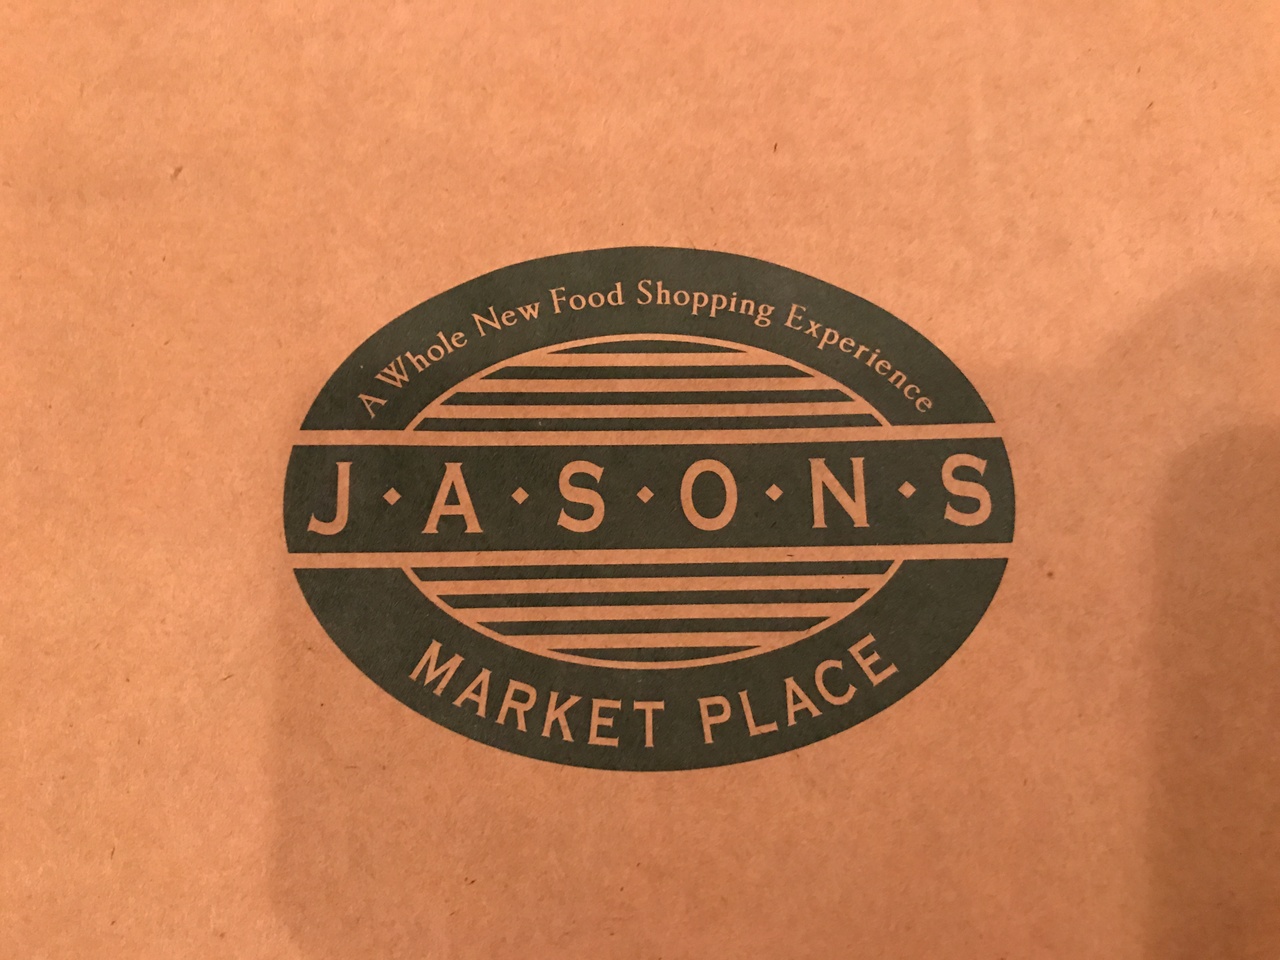 A Whole New Food Shopping Experience
J·A·S·O·N·S
MARKET PLACE